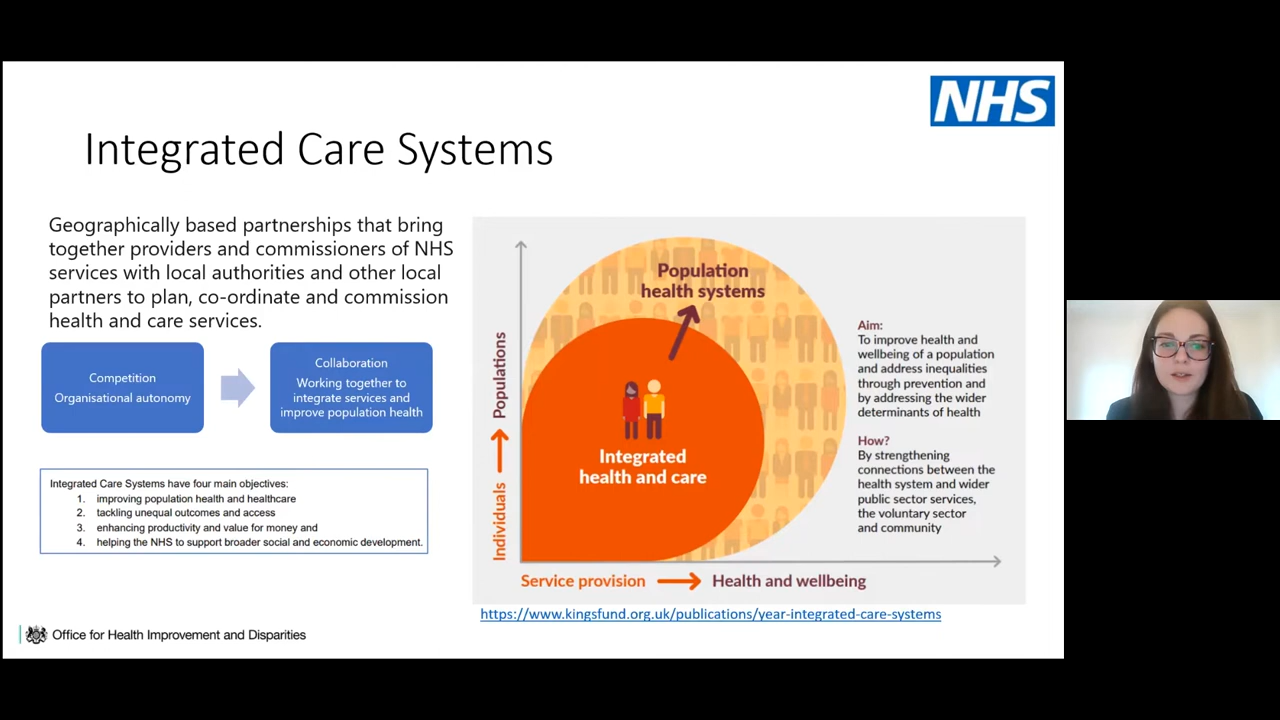 NHS
Integrated Care Systems
Geographically based partnerships that bring
together providers and commissioners of NHS
services with local authorities and other local
partners to plan, co-ordinate and commission
health and care services.
Competition
Organisational autonomy
Collaboration
Working together to
integrate services and
improve population health
Integrated Care Systems have four main objectives:
1. improving population health and healthcare
2. tackling unequal outcomes and access
3. enhancing productivity and value for money and
4. helping the NHS to support broader social and economic development.
Office for Health Improvement and Disparities
Populations
Individuals
Population
health systems
Integrated
health and care
Service provision
Health and wellbeing
Aim:
To improve health and
wellbeing of a population
and address inequalities
through prevention and
by addressing the wider
determinants of health
How?
By strengthening
connections between the
health system and wider
public sector services,
the voluntary sector
and community
https://www.kingsfund.org.uk/publications/year-integrated-care-systems